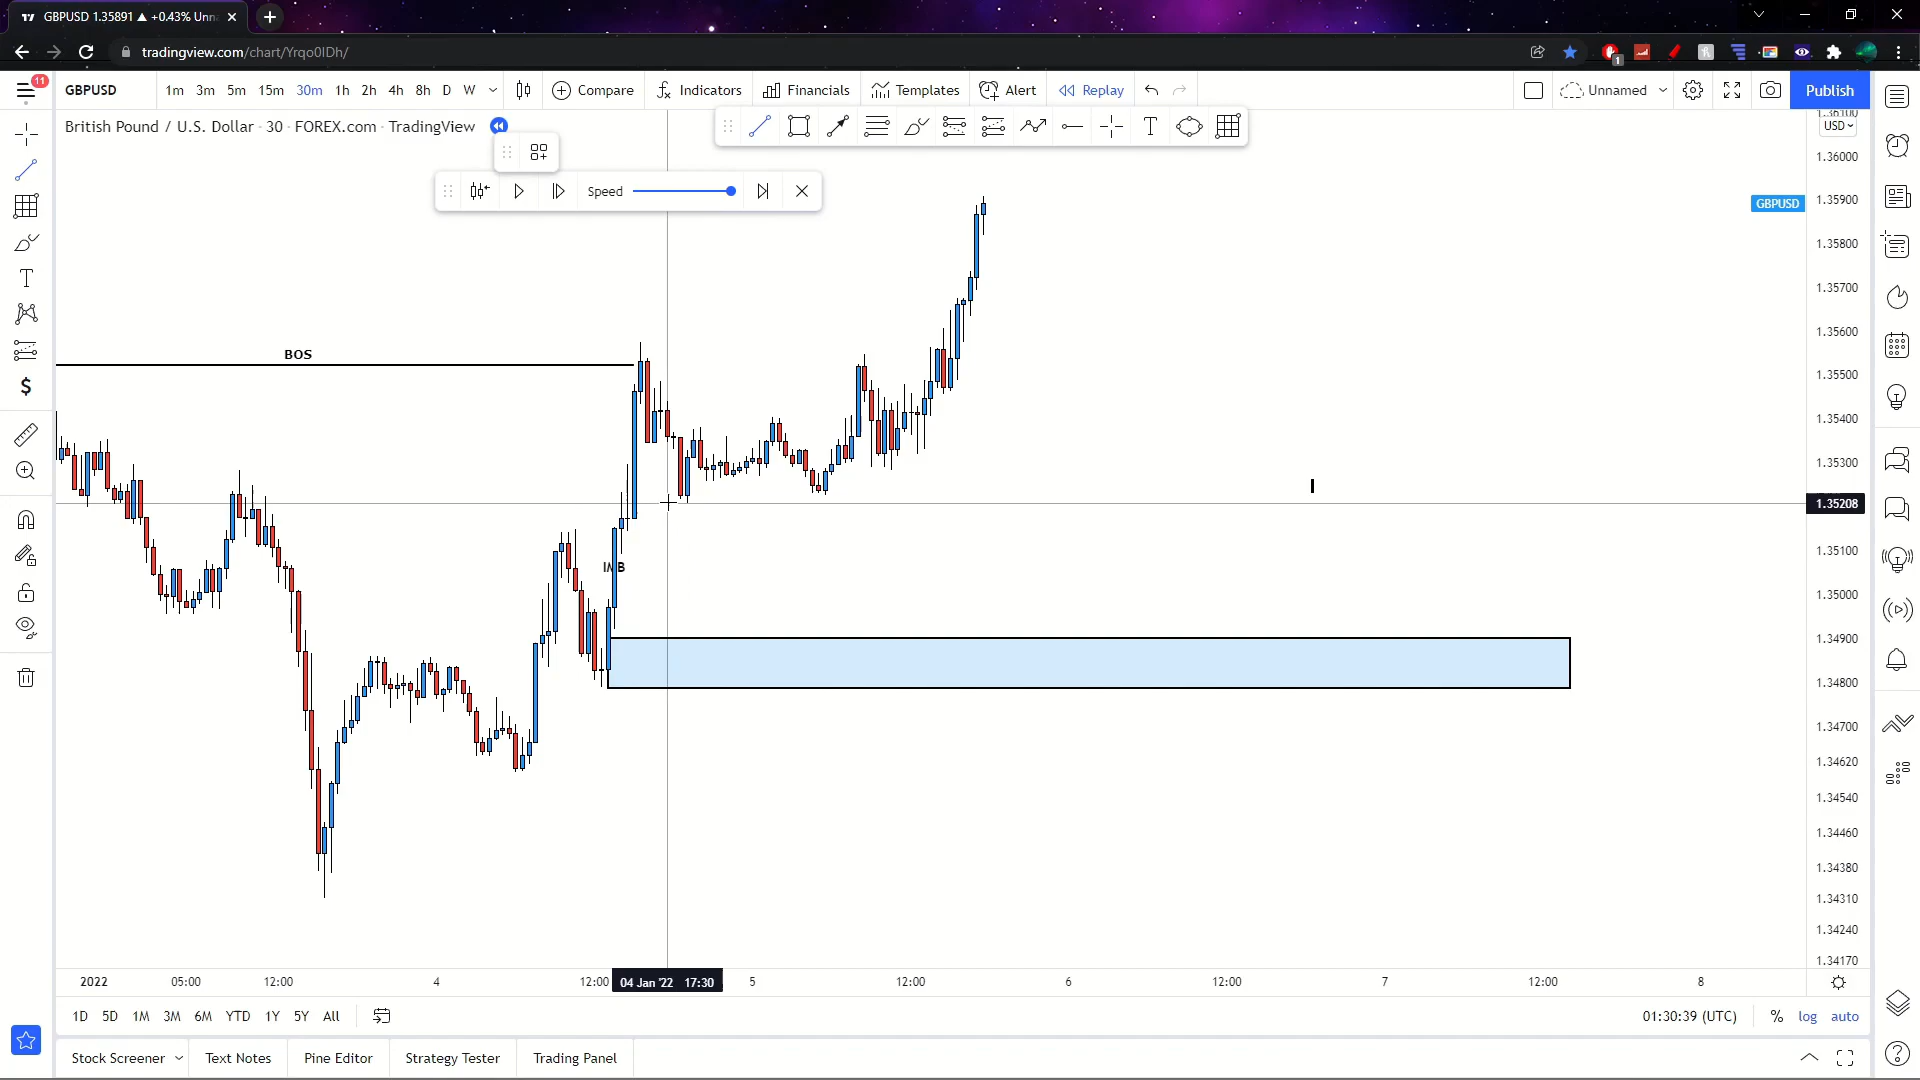 GBPUSD 1.35891 ▲ +0.43% Unn
tradingview.com/chart/Yrqo0IDh/
1
11
GBPUSD 1m 3m 5m 15m 30m 1h 2h 4h 8h D W Compare Indicators Financials Templates Alert Replay Unnamed Publish
British Pound / U.S. Dollar · 30 · FOREX.com · TradingView
USD
Speed
1.36000
1.35900
GBPUSD
1.35800
1.35700
1.35600
BOS
1.35500
1.35400
1.35300
1.35208
1.35100
IMB
1.35000
1.34900
1.34800
1.34700
1.34620
1.34540
1.34460
1.34380
1.34310
1.34240
1.34170
2022 05:00 12:00 4 12:00 04 Jan '22 17:30 5 12:00 6 12:00 7 12:00 8
1D 5D 1M 3M 6M YTD 1Y 5Y All 01:30:39 (UTC) % log auto
Stock Screener Text Notes Pine Editor Strategy Tester Trading Panel